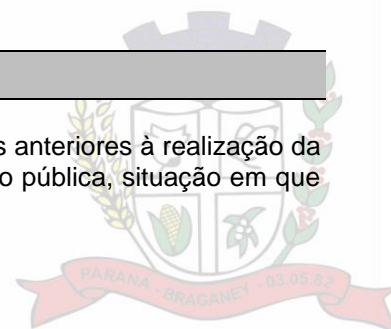 s anteriores à realização da
o pública, situação em que
PARANÁ - BRAGANEY - 03.05.82